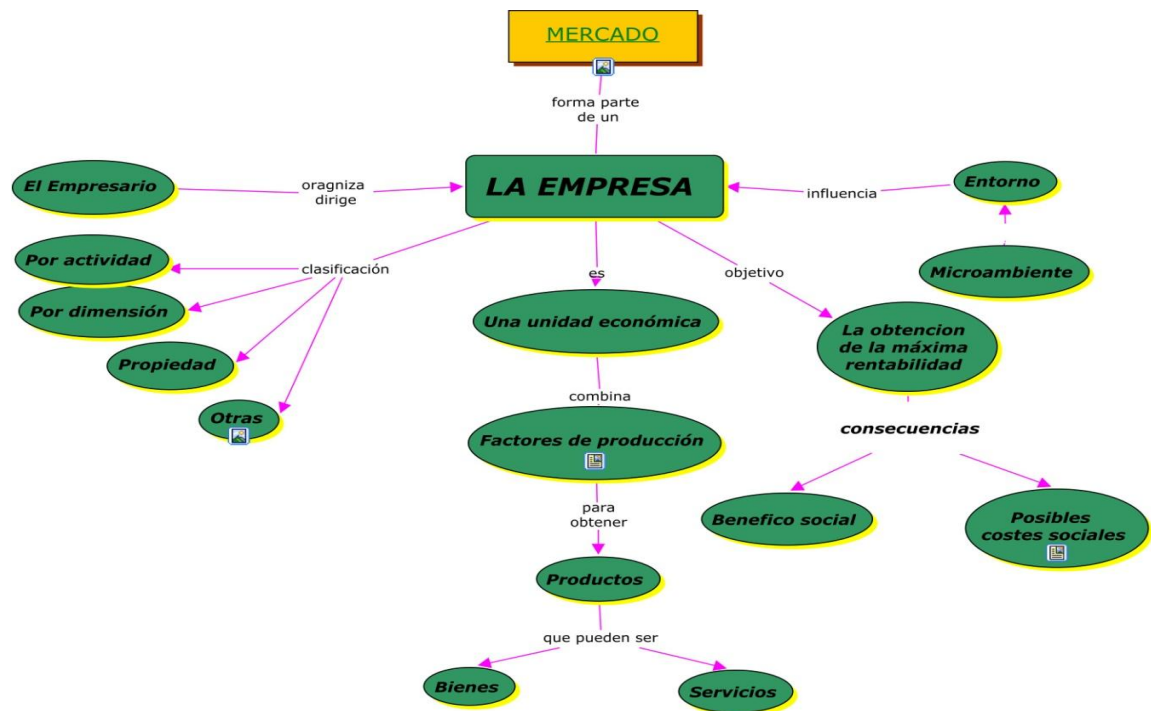 MERCADO
forma parte
de un
LA EMPRESA
El Empresario
oragniza
dirige
influencia
Entorno
Microambiente
clasificación
Por actividad
Por dimensión
Propiedad
Otras
es
Una unidad económica
combina
Factores de producción
para
obtener
Productos
que pueden ser
Bienes
Servicios
objetivo
La obtencion
de la máxima
rentabilidad
consecuencias
Benefico social
Posibles
costes sociales